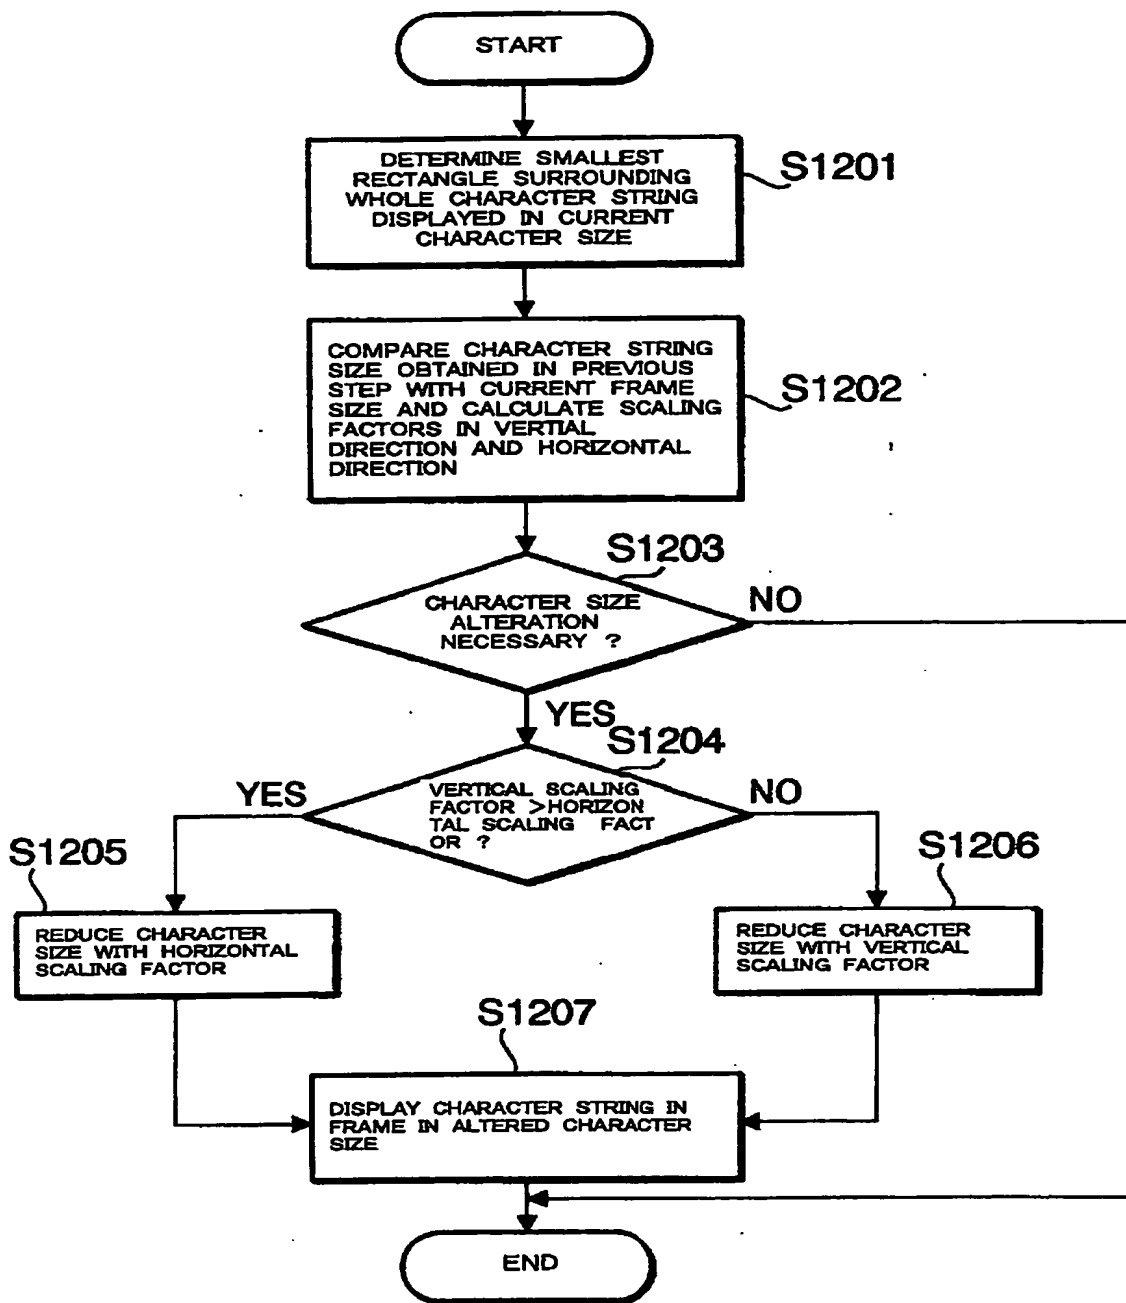 START
DETERMINE SMALLEST
RECTANGLE SURROUNDING
WHOLE CHARACTER STRING
DISPLAYED IN CURRENT
CHARACTER SIZE
S1201
COMPARE CHARACTER STRING
SIZE OBTAINED IN PREVIOUS
STEP WITH CURRENT FRAME
SIZE AND CALCULATE SCALING
FACTORS IN VERTIAL
DIRECTION AND HORIZONTAL
DIRECTION
S1202
S1203
CHARACTER SIZE
ALTERATION
NECESSARY ?
NO
YES
S1204
VERTICAL SCALING
FACTOR >HORIZON
TAL SCALING FACT
OR ?
YES
NO
S1205
REDUCE CHARACTER
SIZE WITH HORIZONTAL
SCALING FACTOR
S1206
REDUCE CHARACTER
SIZE WITH VERTICAL
SCALING FACTOR
S1207
DISPLAY CHARACTER STRING IN
FRAME IN ALTERED CHARACTER
SIZE
END